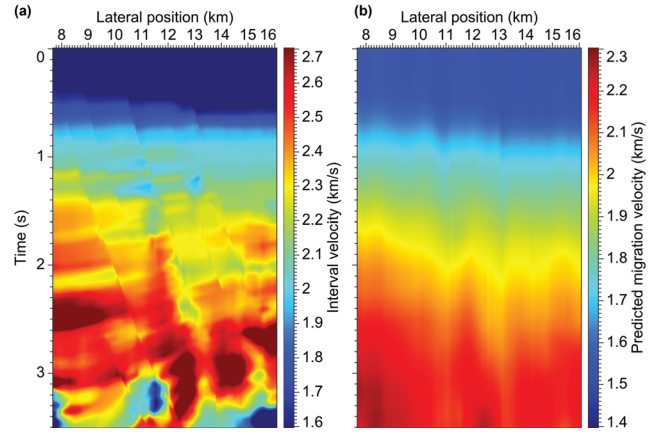 (a)
Lateral position (km)
8 9 10 11 12 13 14 15 16
0
1
2
3
Time (s)
2.7
2.6
2.5
2.4
2.3
2.2
2.1
2
1.9
1.8
1.7
1.6
Interval velocity (km/s)
(b)
Lateral position (km)
8 9 10 11 12 13 14 15 16
2.3
2.2
2.1
2
1.9
1.8
1.7
1.6
1.5
1.4
Predicted migration velocity (km/s)